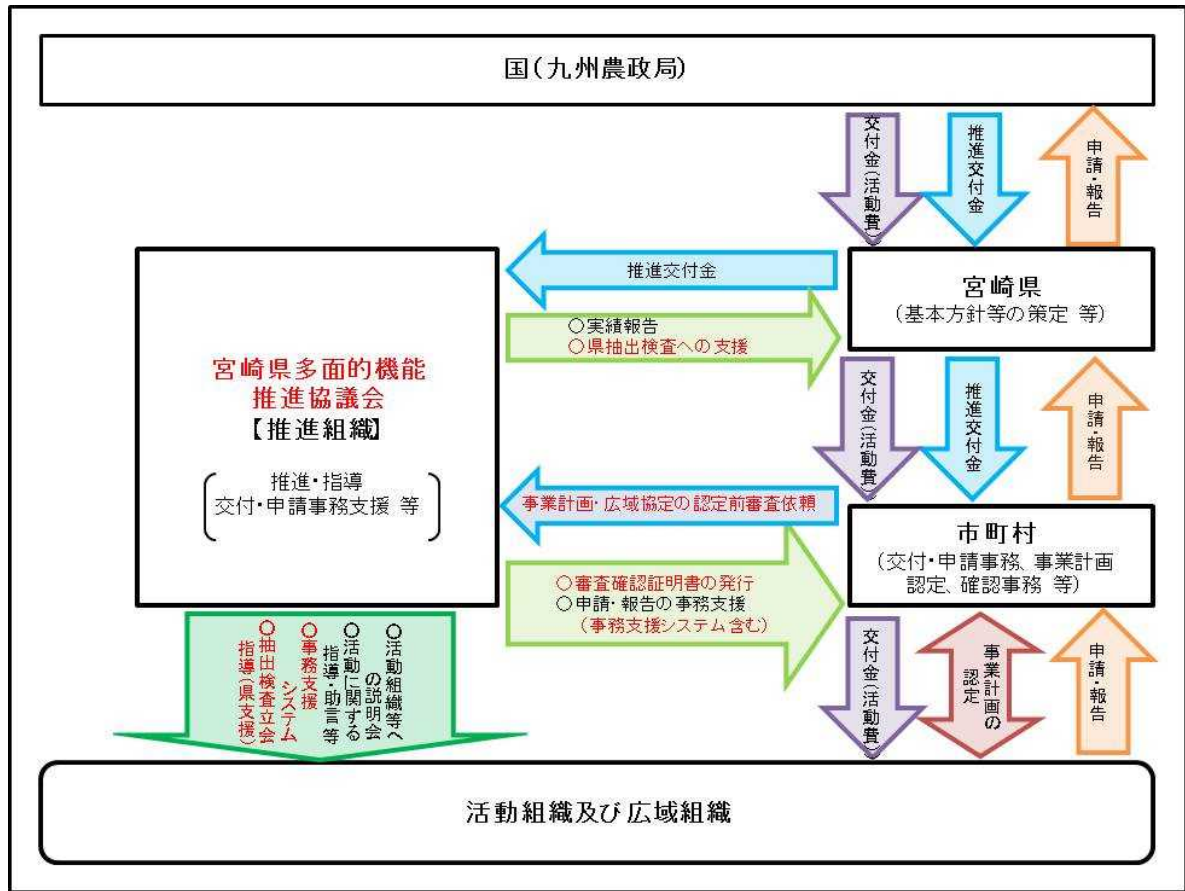 国(九州農政局)
交付金(活動費)
推進交付金
申請・報告
推進交付金
宮崎県
(基本方針等の策定 等)
○実績報告
○県抽出検査への支援
宮崎県多面的機能
推進協議会
【推進組織】
推進・指導
交付・申請事務支援 等
交付金(活動費)
推進交付金
申請・報告
事業計画・広域協定の認定前審査依頼
市町村
(交付・申請事務、事業計画
認定、確認事務 等)
○審査確認証明書の発行
○申請・報告の事務支援
(事務支援システム含む)
○活動組織等へ
の説明会
○活動に関する
指導・助言 等
○事務支援
システム
○抽出検査立会
指導(県支援)
交付金(活動費)
事業計画の
認定
申請・報告
活動組織及び広域組織